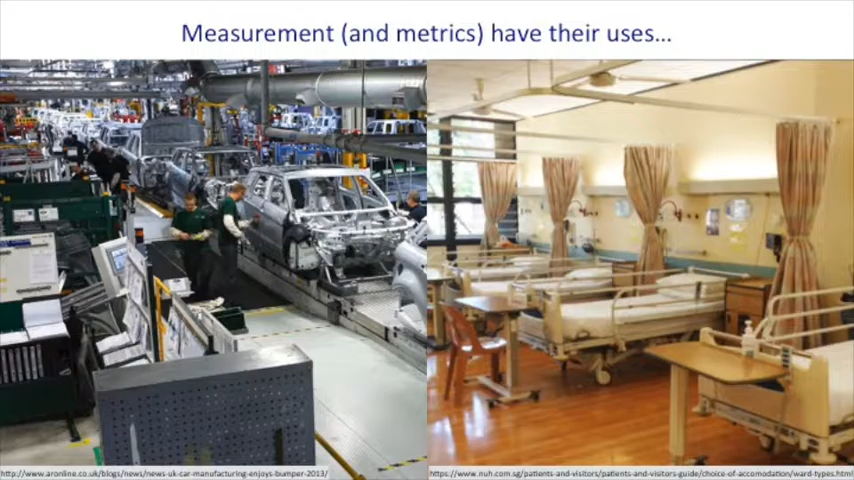 Measurement (and metrics) have their uses…
http://www.aronline.co.uk/blogs/news/news-uk-car-manufacturing-enjoys-bumper-2013/
https://www.nuh.com.sg/patients-and-visitors/patients-and-visitors-guide/choice-of-accomodation/ward-types.html